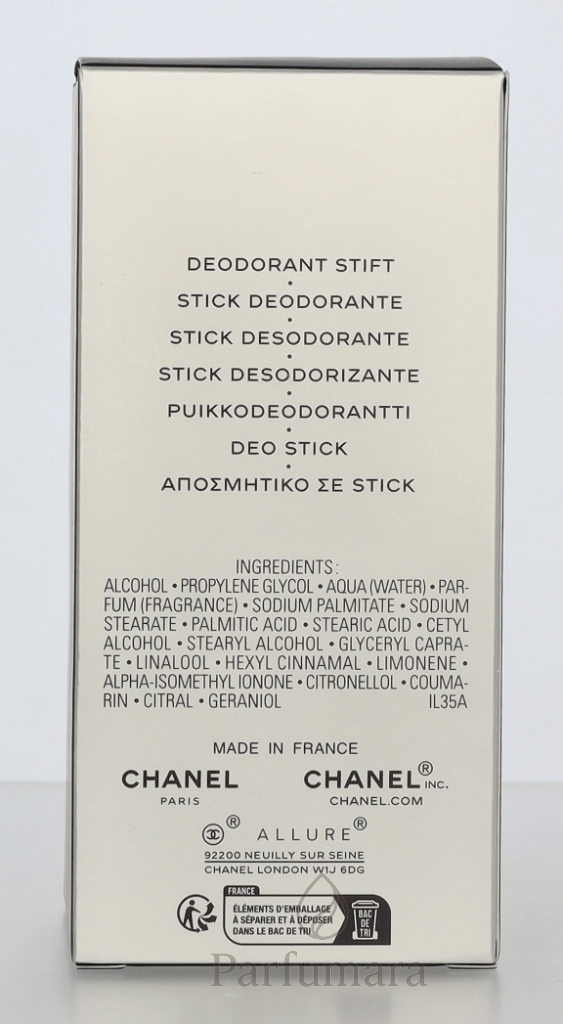 DEODORANT STIFT
•
STICK DEODORANTE
•
STICK DESODORANTE
•
STICK DESODORIZANTE
•
PUIKKODEODORANTTI
•
DEO STICK
•
ΑΠΟΣΜΗΤΙΚΟ ΣΕ STICK
INGREDIENTS:
ALCOHOL • PROPYLENE GLYCOL • AQUA (WATER) • PAR-
FUM (FRAGRANCE) • SODIUM PALMITATE • SODIUM
STEARATE • PALMITIC ACID • STEARIC ACID • CETYL
ALCOHOL • STEARYL ALCOHOL • GLYCERYL CAPRA-
TE • LINALOOL • HEXYL CINNAMAL • LIMONENE •
ALPHA-ISOMETHYL IONONE • CITRONELLOL • COUMA-
RIN • CITRAL • GERANIOL IL35A
MADE IN FRANCE
CHANEL CHANEL® INC.
PARIS CHANEL.COM
® ALLURE®
92200 NEUILLY SUR SEINE
CHANEL LONDON W1J 6DG
FRANCE
ÉLÉMENTS D'EMBALLAGE
À SÉPARER ET À DÉPOSER
DANS LE BAC DE TRI
BAC
DE
TRI
Parfumara